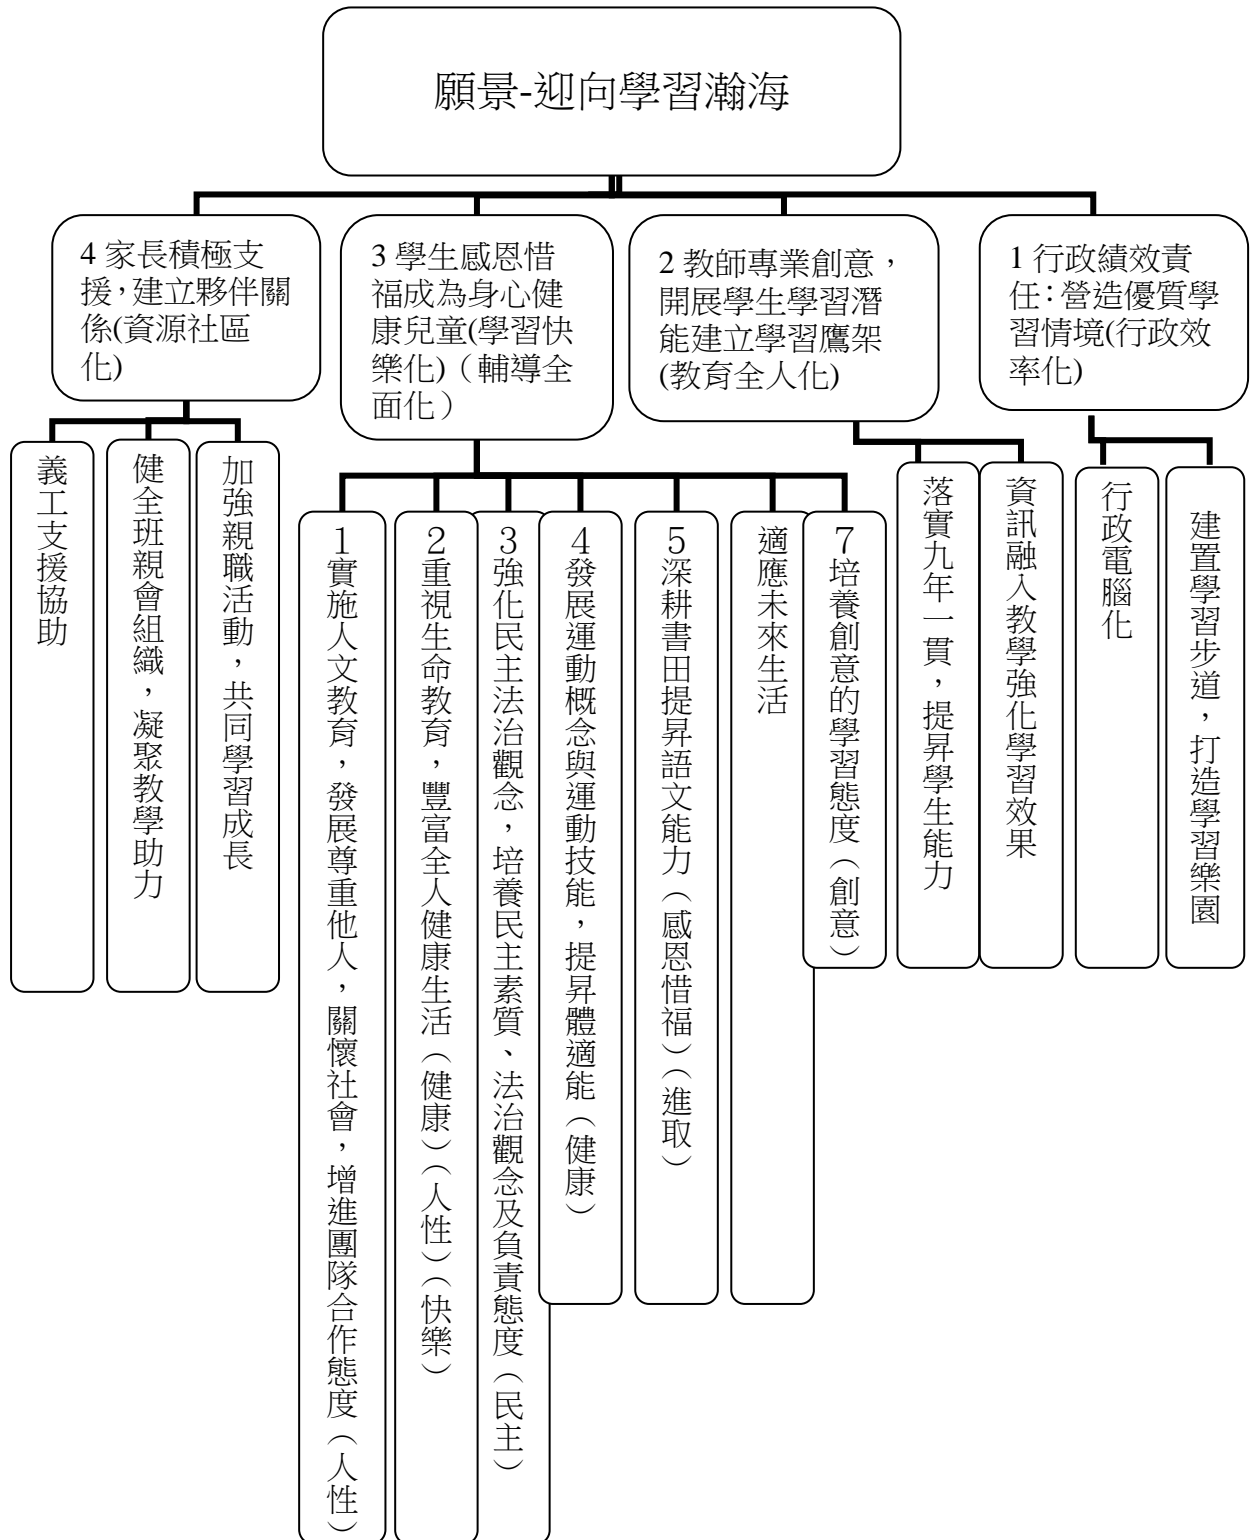 願景-迎向學習瀚海
4 家長積極支
援，建立夥伴關
係(資源社區
化)
3 學生感恩惜
福成為身心健
康兒童(學習快
樂化)（輔導全
面化）
2 教師專業創意，
開展學生學習潛
能建立學習鷹架
(教育全人化)
1 行政績效責
任：營造優質學
習情境(行政效
率化)
義工支援協助
健全班親會組織，凝聚教學助力
加強親職活動，共同學習成長
1實施人文教育，發展尊重他人，關懷社會，增進團隊合作態度（人性）
2重視生命教育，豐富全人健康生活（健康）（人性）（快樂）
3強化民主法治觀念，培養民主素質、法治觀念及負責態度（民主）
4發展運動概念與運動技能，提昇體適能（健康）
5深耕書田提昇語文能力（感恩惜福）（進取）
適應未來生活
7培養創意的學習態度（創意）
落實九年一貫，提昇學生能力
資訊融入教學強化學習效果
行政電腦化
建置學習步道，打造學習樂園